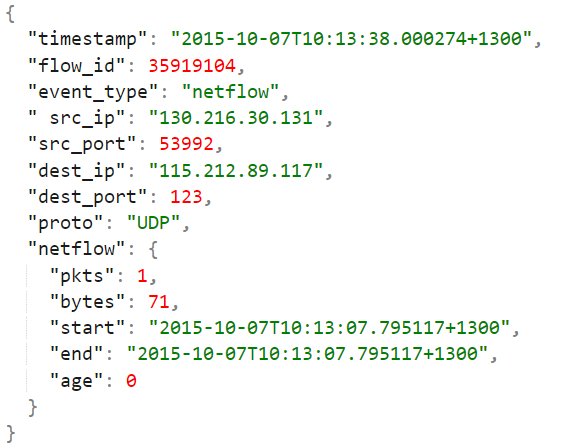 {
"timestamp": "2015-10-07T10:13:38.000274+1300",
"flow_id": 35919104,
"event_type": "netflow",
" src_ip": "130.216.30.131",
"src_port": 53992,
"dest_ip": "115.212.89.117",
"dest_port": 123,
"proto": "UDP",
"netflow": {
"pkts": 1,
"bytes": 71,
"start": "2015-10-07T10:13:07.795117+1300",
"end": "2015-10-07T10:13:07.795117+1300",
"age": 0
}
}